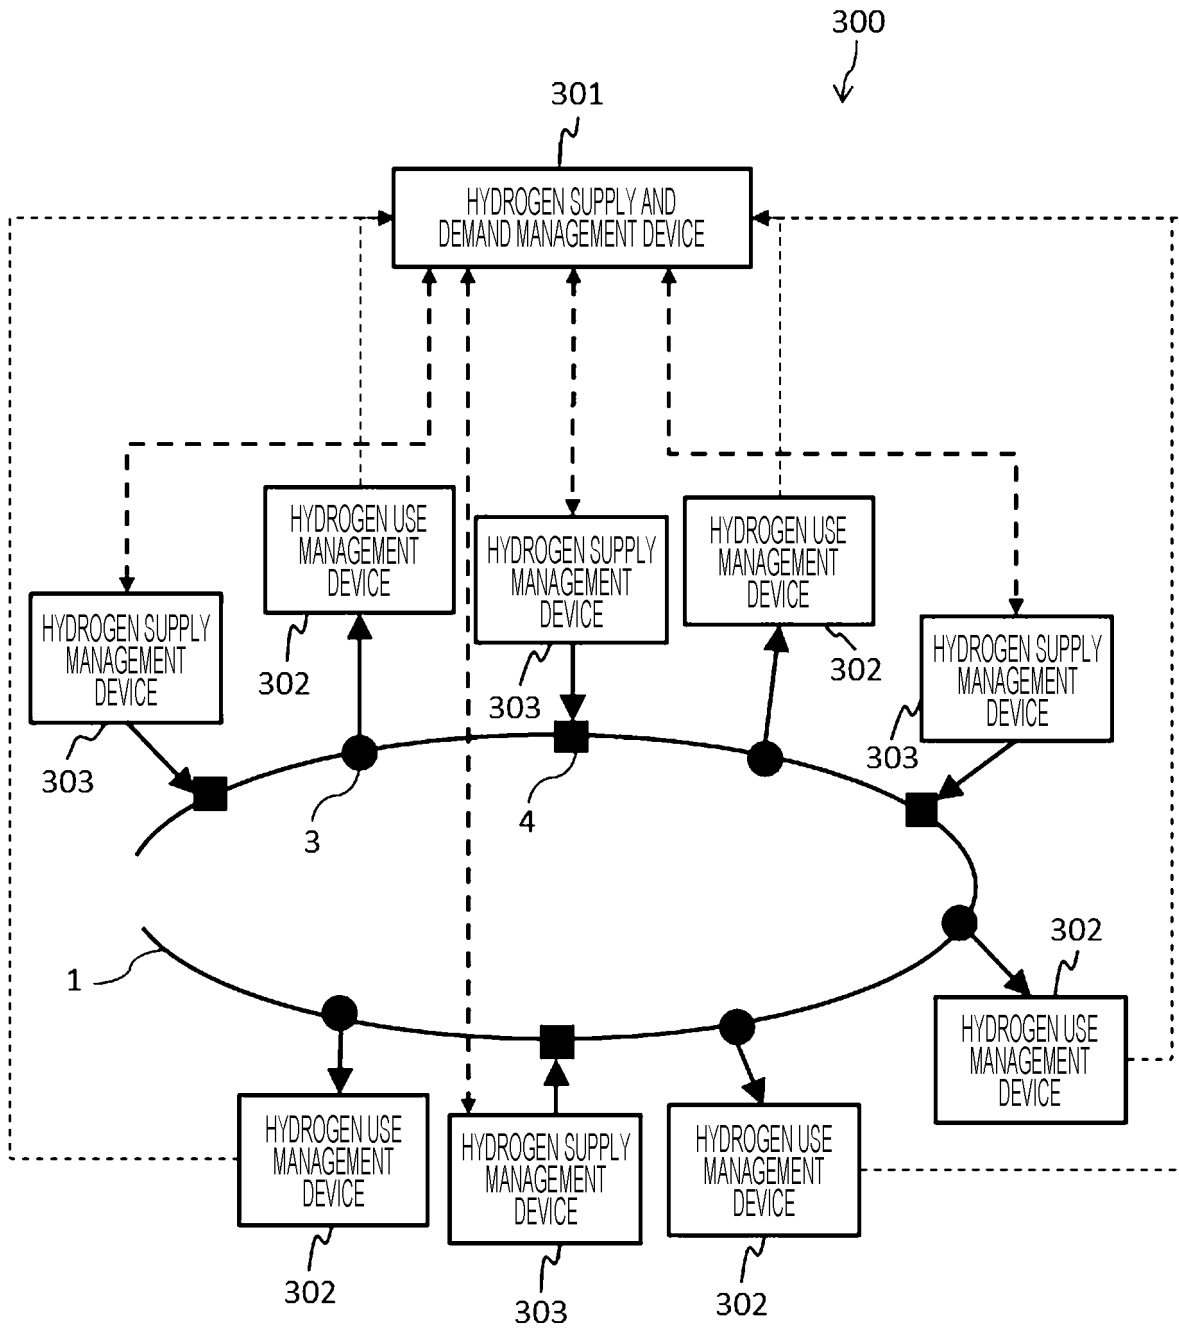 300
301
HYDROGEN SUPPLY AND
DEMAND MANAGEMENT DEVICE
HYDROGEN USE
MANAGEMENT
DEVICE
302
HYDROGEN SUPPLY
MANAGEMENT
DEVICE
303
HYDROGEN USE
MANAGEMENT
DEVICE
302
HYDROGEN SUPPLY
MANAGEMENT
DEVICE
303
HYDROGEN SUPPLY
MANAGEMENT
DEVICE
303
3
4
1
302
HYDROGEN USE
MANAGEMENT
DEVICE
HYDROGEN USE
MANAGEMENT
DEVICE
302
HYDROGEN SUPPLY
MANAGEMENT
DEVICE
303
HYDROGEN USE
MANAGEMENT
DEVICE
302